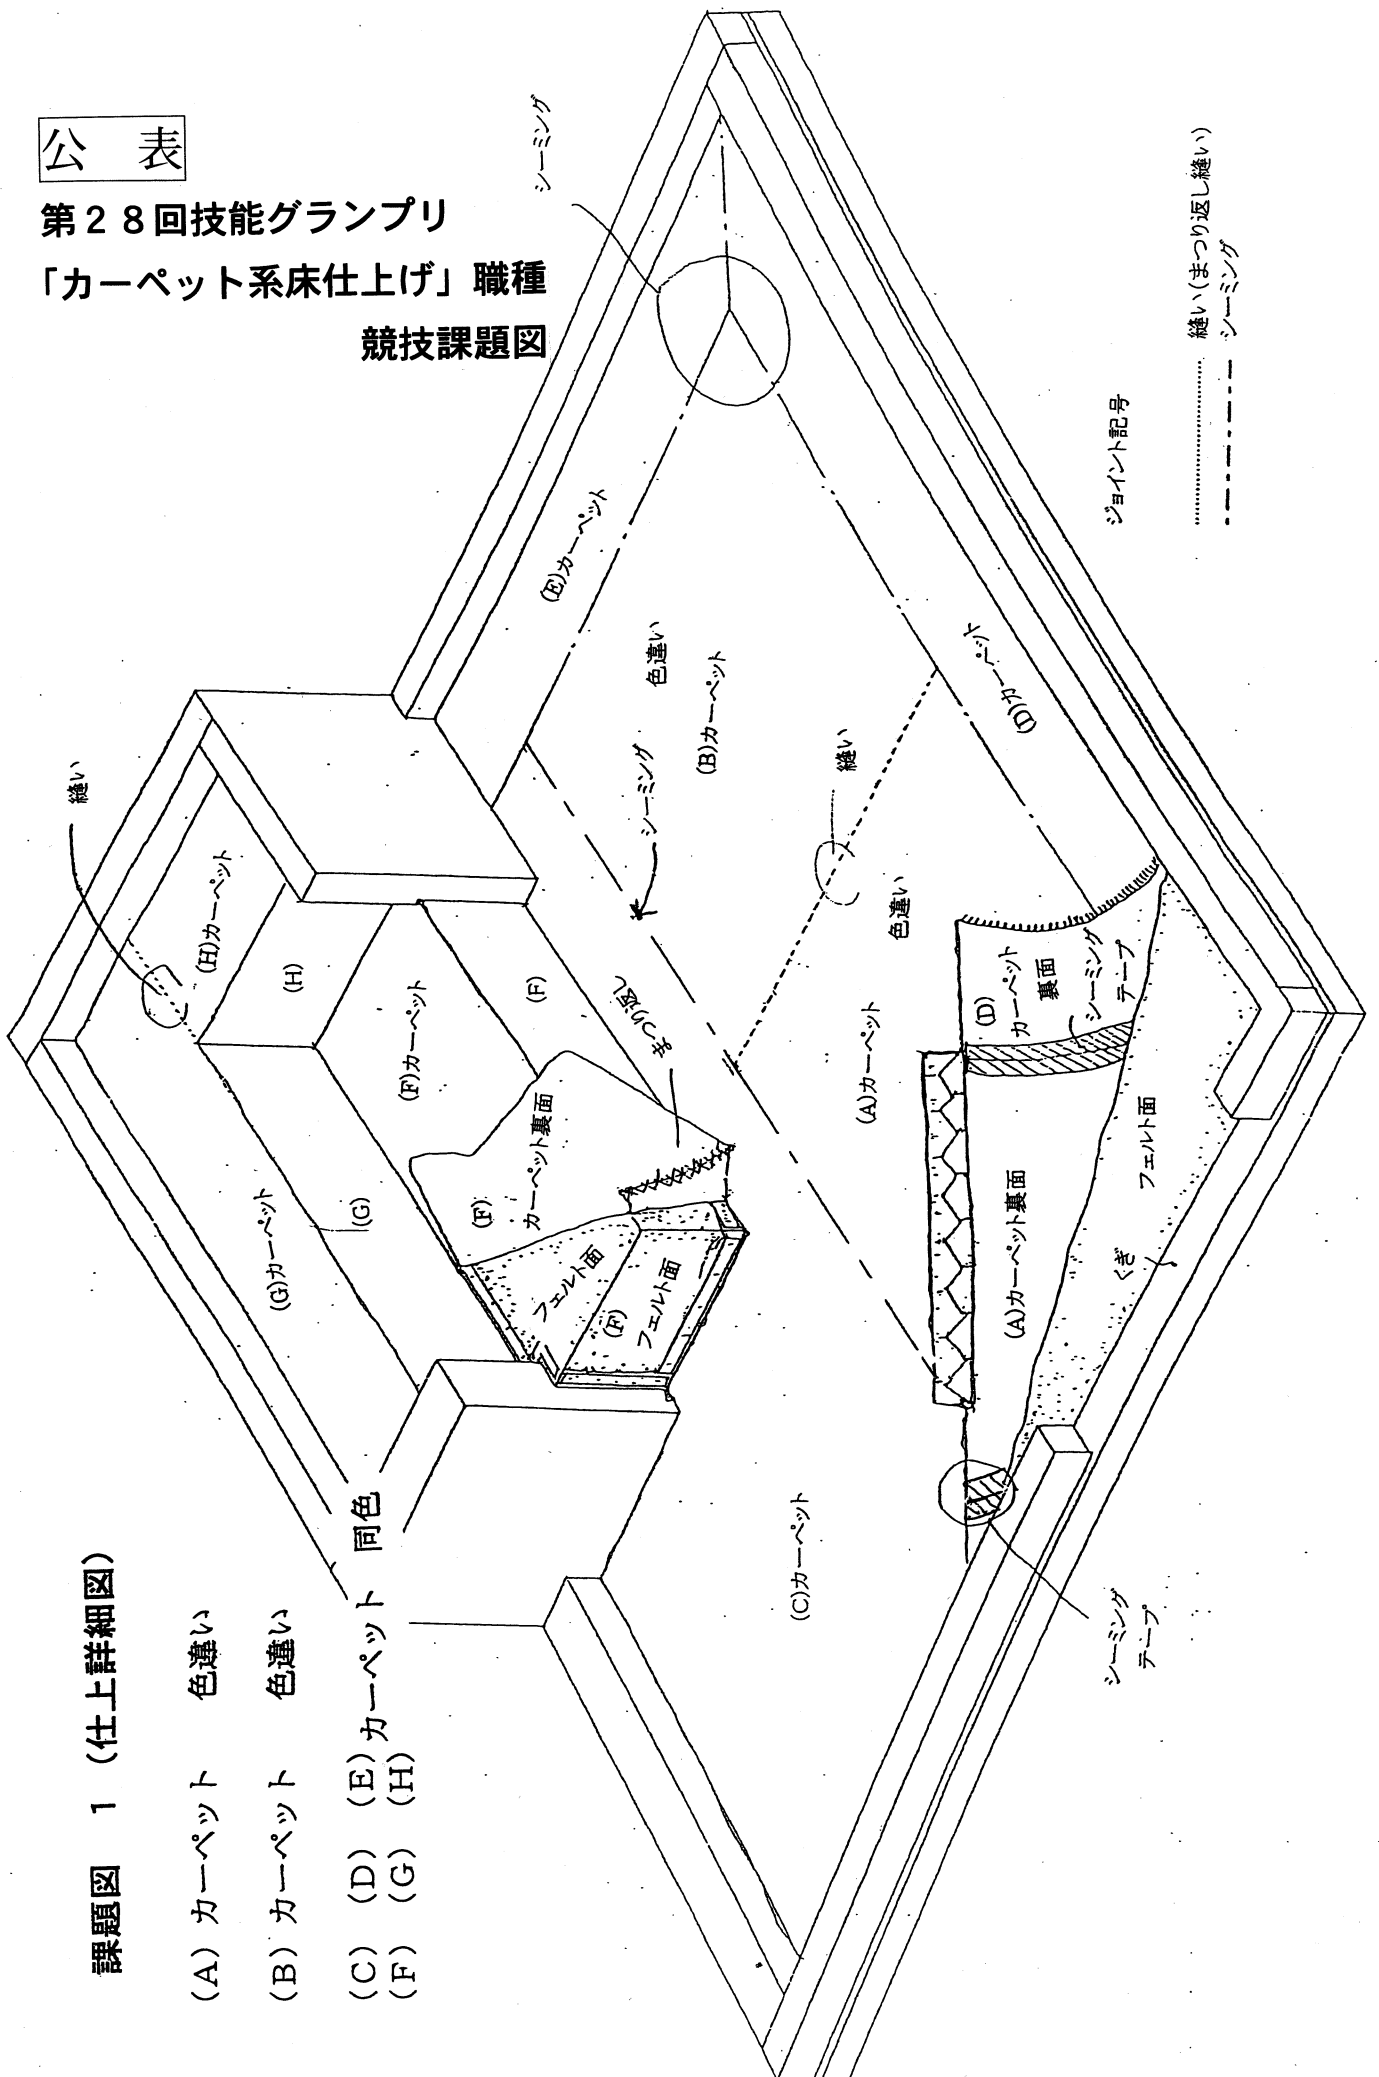 公 表
第28回技能グランプリ
「カーペット系床仕上げ」職種
競技課題図
課題図 1 (仕上詳細図)
(A) カーペット 色違い
(B) カーペット 色違い
(C) (D) (E) カーペット 同色
(F) (G) (H)
縫い
(H)カーペット
(H)
(G)カーペット
(G)
(F)カーペット
(F)
(F)
カーペット裏面
まつり返し
フェルト面
(F)
フェルト面
シーミング
(E)カーペット
色違い
(B)カーペット
シーミング
縫い
(D)カーペット
色違い
(A)カーペット
(D)
カーペット
裏面
シーミング
テープ
(A)カーペット裏面
フェルト面
くぎ
(C)カーペット
シーミング
テープ
ジョイント記号
縫い(まつり返し縫い)
シーミング